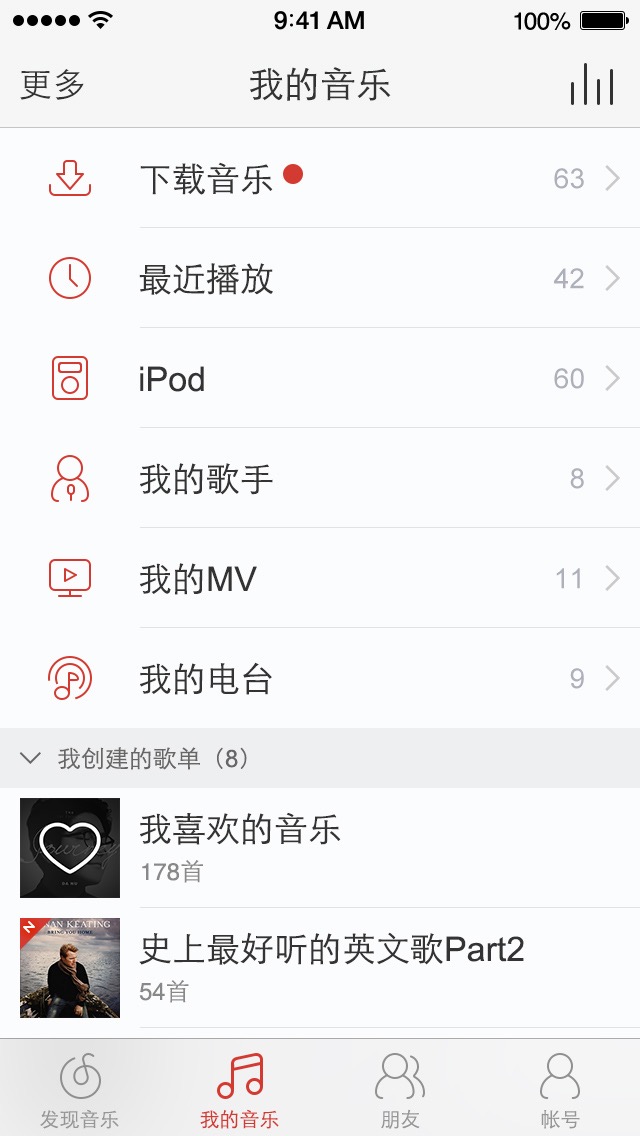 9:41 AM 100%
更多 我的音乐
下载音乐 63
最近播放 42
iPod 60
我的歌手 8
我的MV 11
我的电台 9
我创建的歌单（8）
我喜欢的音乐
178首
NAN KEATING
BRING YOU HOME
史上最好听的英文歌Part2
54首
发现音乐 我的音乐 朋友 帐号